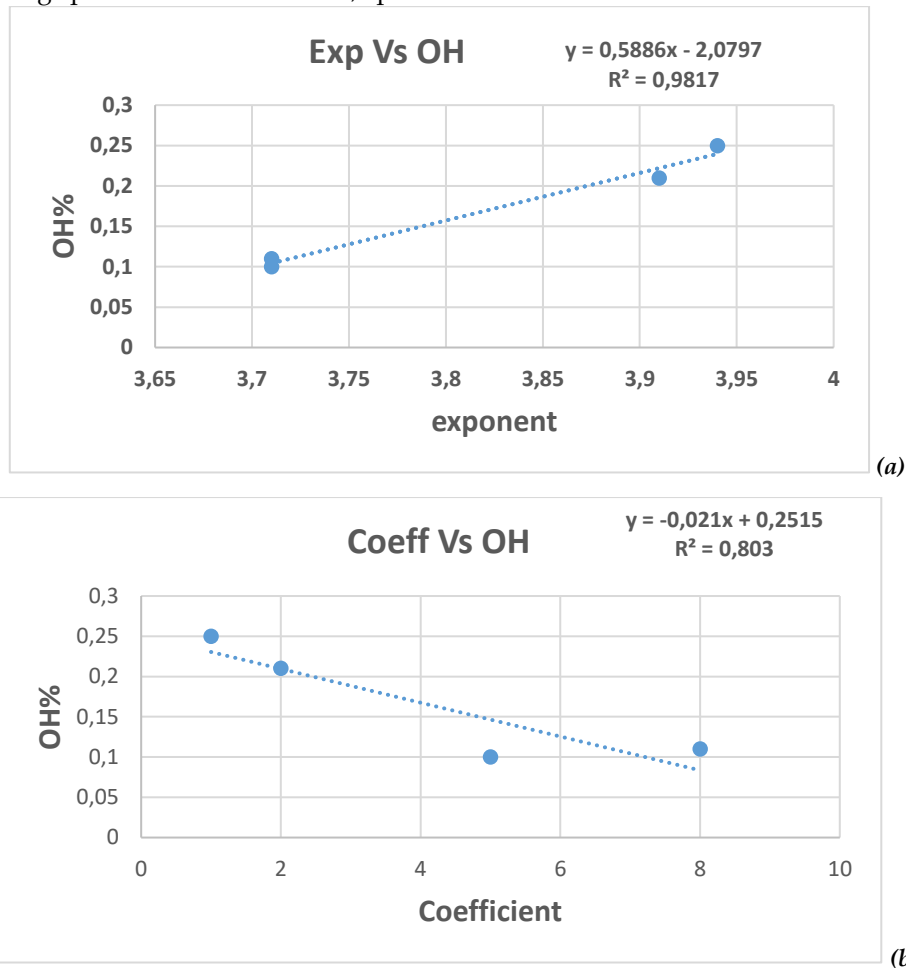 Exp Vs OH
y = 0,5886x - 2,0797
R² = 0,9817
0,3
0,25
0,2
0,15
0,1
0,05
0
OH%
3,65 3,7 3,75 3,8 3,85 3,9 3,95 4
exponent
(a)
Coeff Vs OH
y = -0,021x + 0,2515
R² = 0,803
0,3
0,25
0,2
0,15
0,1
0,05
0
OH%
0 2 4 6 8 10
Coefficient
(b